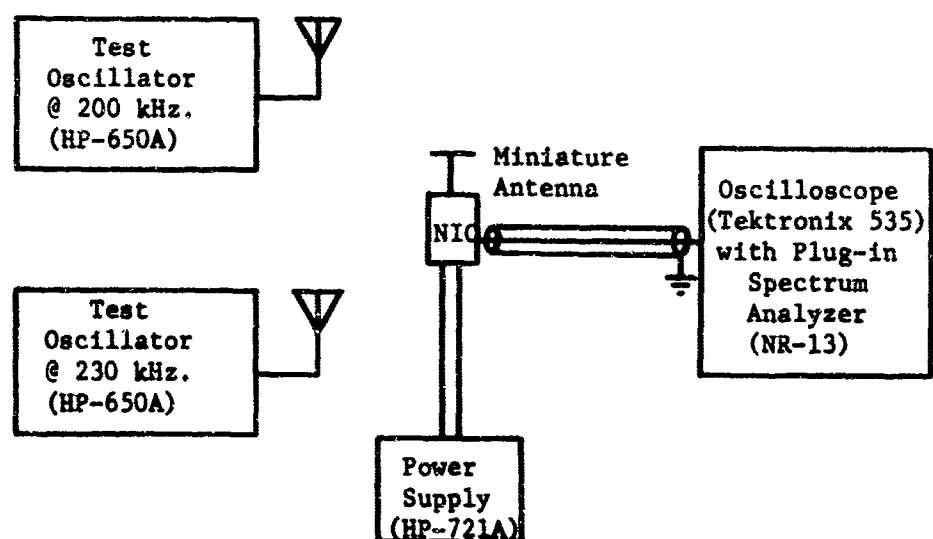 Test
Oscillator
@ 200 kHz.
(HP-650A)
Miniature
Antenna
NIC
Oscilloscope
(Tektronix 535)
with Plug-in
Spectrum
Analyzer
(NR-13)
Test
Oscillator
@ 230 kHz.
(HP-650A)
Power
Supply
(HP-721A)